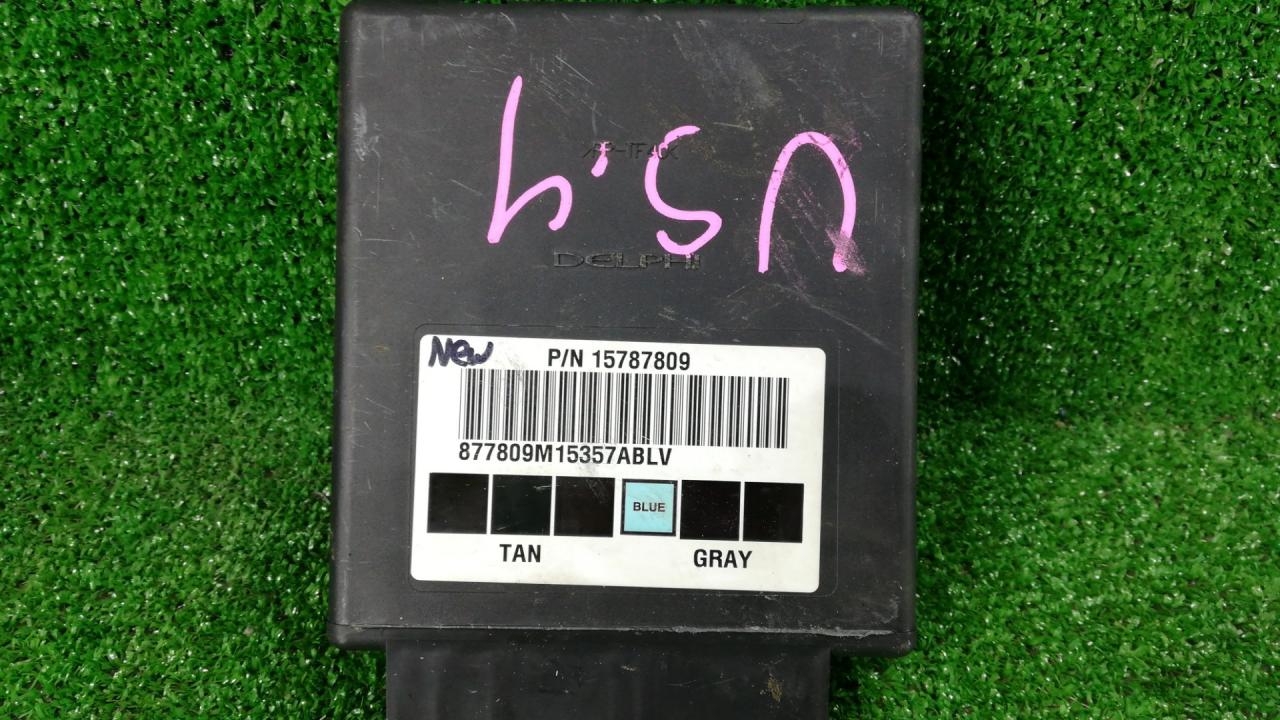 U5.4
DELPHI
New P/N 15787809
877809M15357ABLV
BLUE
TAN GRAY